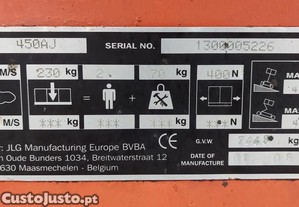 450AJ SERIAL NO. 1300005226
M/S 230 kg 2 70 kg 400 N MA
M/S *** kg *** *** kg *** N MA
: JLG Manufacturing Europe BVBA
n Oude Bunders 1034, Breitwaterstraat 12
630 Maasmechelen - Belgium
CE
G.V.W. kg
DATE OF
MANUFACTURE
CustoJusto.pt